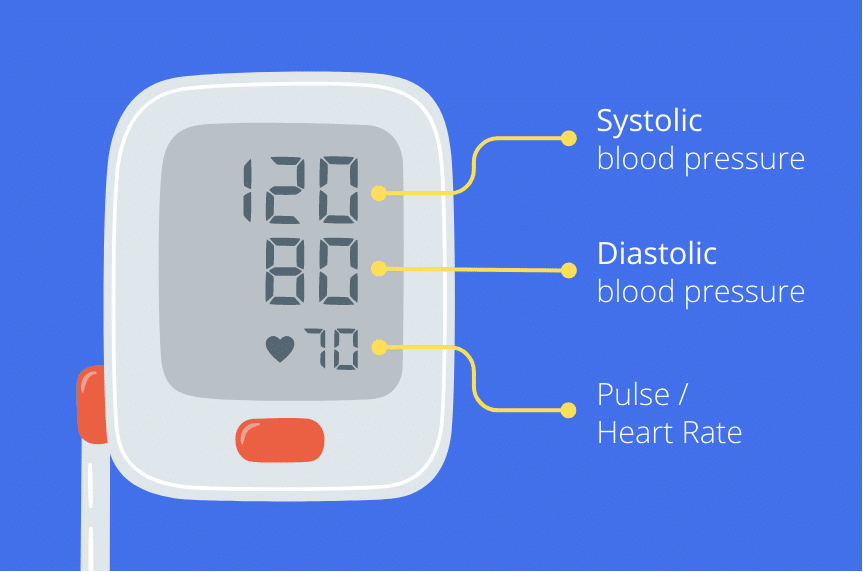 120
Systolic
blood pressure
80
Diastolic
blood pressure
70
Pulse /
Heart Rate